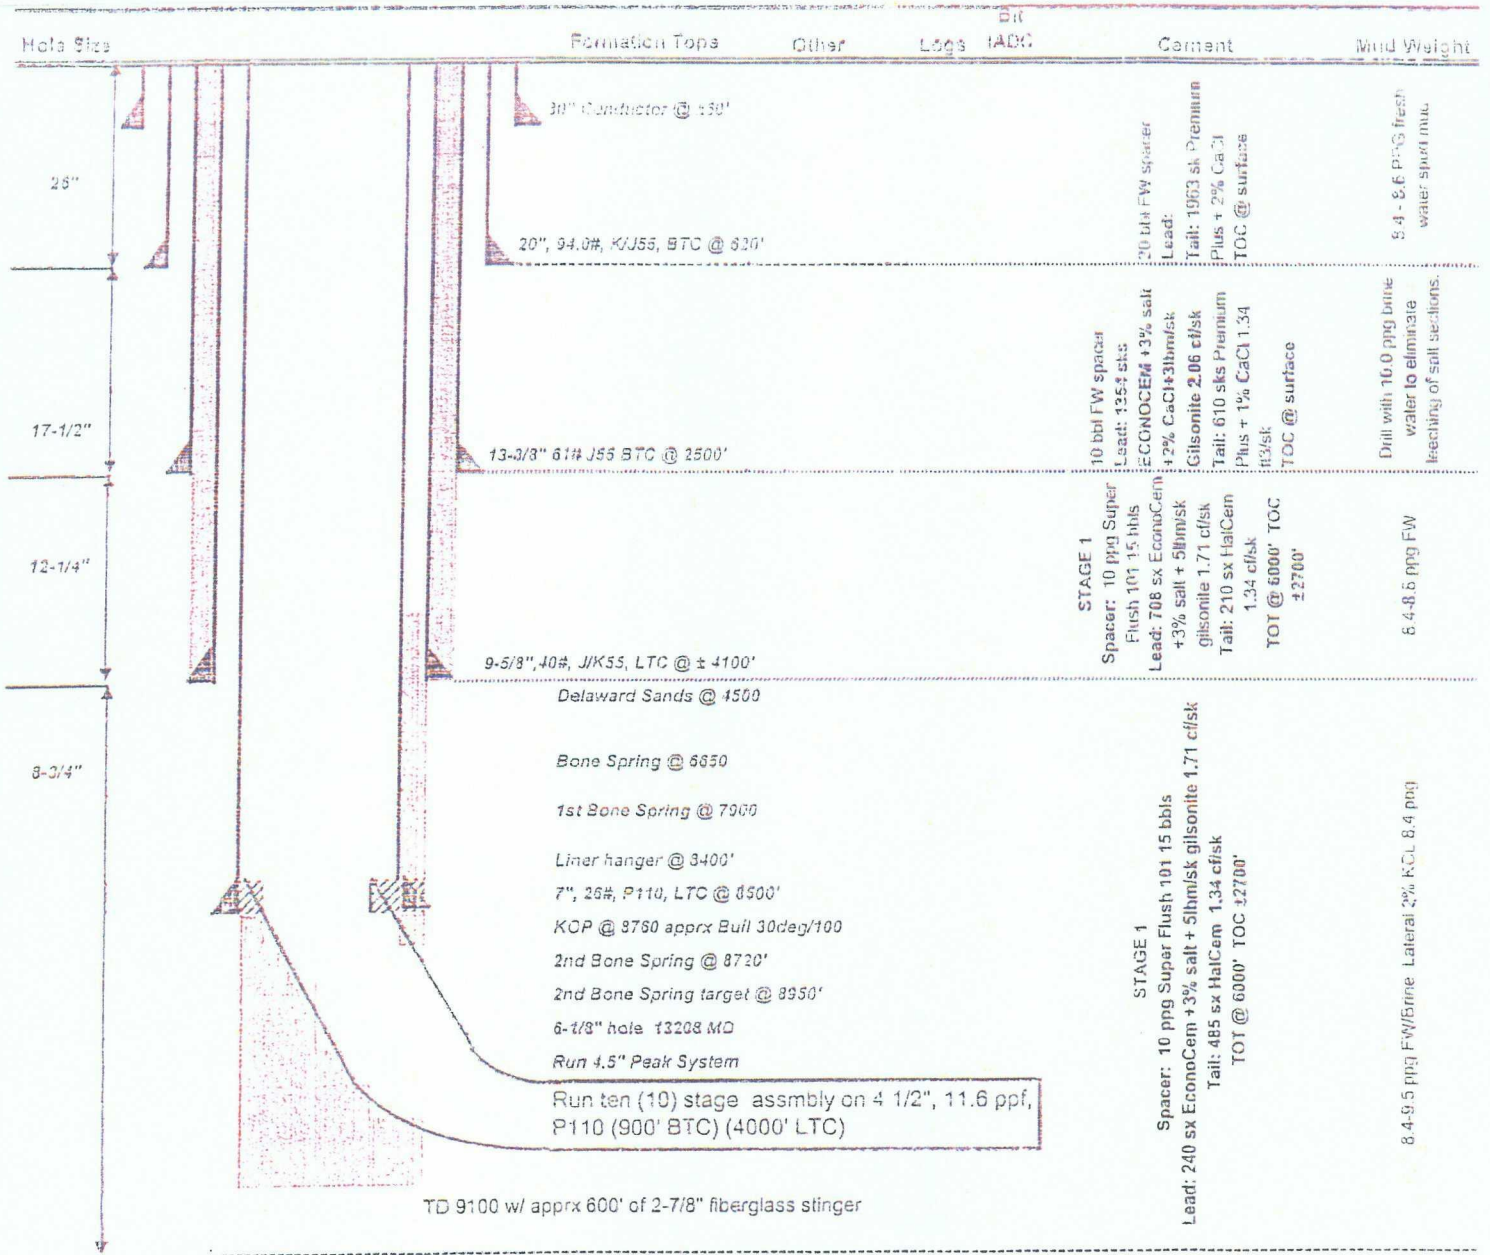 Hole Size
Formation Tops
Other
Logs
Bit
IADC
Cement
Mud Weight
26"
30" Conductor @
20", 94.0#, K/J55, BTC @ 620'
20 bbl FW spacer
Lead:
Tail: 1963 sk Premium
Plus + 2% CaCl
TOC @ surface
8.4 - 8.6 PPG fresh
water spud mud.
17-1/2"
13-3/8" 61# J55 BTC @ 2500'
10 bbl FW spacer
Lead: 1354 sks
ECONOCEM +3% salt
+2% CaCl+3lbm/sk
Gilsonite 2.06 cf/sk
Tail: 610 sks Premium
Plus + 1% CaCl 1.34
ft3/sk
TOC @ surface
Drill with 10.0 ppg brine
water to eliminate
leeching of salt sections.
12-1/4"
9-5/8",40#, J/K55, LTC @ ± 4100'
STAGE 1
Spacer: 10 ppg Super
Flush 101 15 bbls
Lead: 708 sx EconoCem
+3% salt + 5lbm/sk
gilsonite 1.71 cf/sk
Tail: 210 sx HalCem
1.34 cf/sk
TOT @ 6000' TOC
±2700'
8.4-8.6 ppg FW
8-3/4"
Delaward Sands @ 4500
Bone Spring @ 6650
1st Bone Spring @ 7900
Liner hanger @ 8400'
7", 26#, P110, LTC @ 8500'
KOP @ 8760 apprx Buil 30deg/100
2nd Bone Spring @ 8720'
2nd Bone Spring target @ 8950'
6-1/8" hole 13208 MD
Run 4.5" Peak System
Run ten (10) stage assmbly on 4 1/2", 11.6 ppf,
P110 (900' BTC) (4000' LTC)
TD 9100 w/ apprx 600' of 2-7/8" fiberglass stinger
STAGE 1
Spacer: 10 ppg Super Flush 101 15 bbls
Lead: 240 sx EconoCem +3% salt + 5lbm/sk gilsonite 1.71 cf/sk
Tail: 485 sx HalCem 1.34 cf/sk
TOT @ 6000' TOC ±2700'
8.4-9.5 ppg FW/Brine Lateral 2% KCL 8.4 ppg